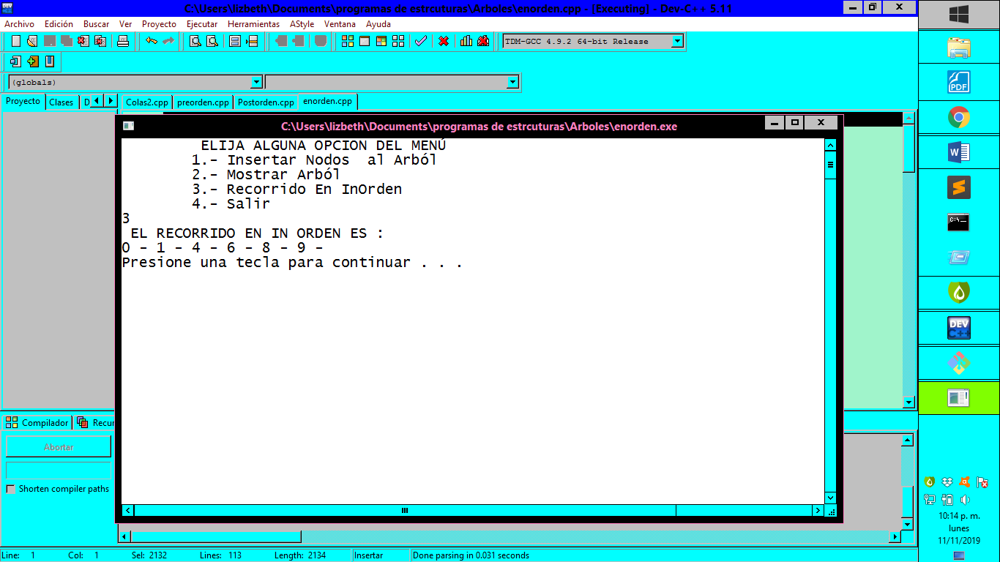 C:\Users\lizbeth\Documents\programas de estrcuturas\Arboles\enorden.cpp - [Executing] - Dev-C++ 5.11
Archivo Edición Buscar Ver Proyecto Ejecutar Herramientas AStyle Ventana Ayuda
TDM-GCC 4.9.2 64-bit Release
(globals)
Proyecto Clases D Colas2.cpp preorden.cpp Postorden.cpp enorden.cpp
C:\Users\lizbeth\Documents\programas de estrcuturas\Arboles\enorden.exe
ELIJA ALGUNA OPCION DEL MENÚ
1.- Insertar Nodos  al Arból
2.- Mostrar Arból
3.- Recorrido En InOrden
4.- Salir
3
EL RECORRIDO EN IN ORDEN ES :
0 - 1 - 4 - 6 - 8 - 9 -
Presione una tecla para continuar . . .
Compilador Recur
Abortar
Shorten compiler paths
Line: 1 Col: 1 Sel: 2132 Lines: 113 Length: 2134 Insertar Done parsing in 0.031 seconds
PDF
W
C:\_
DEV
C++
10:14 p. m.
lunes
11/11/2019